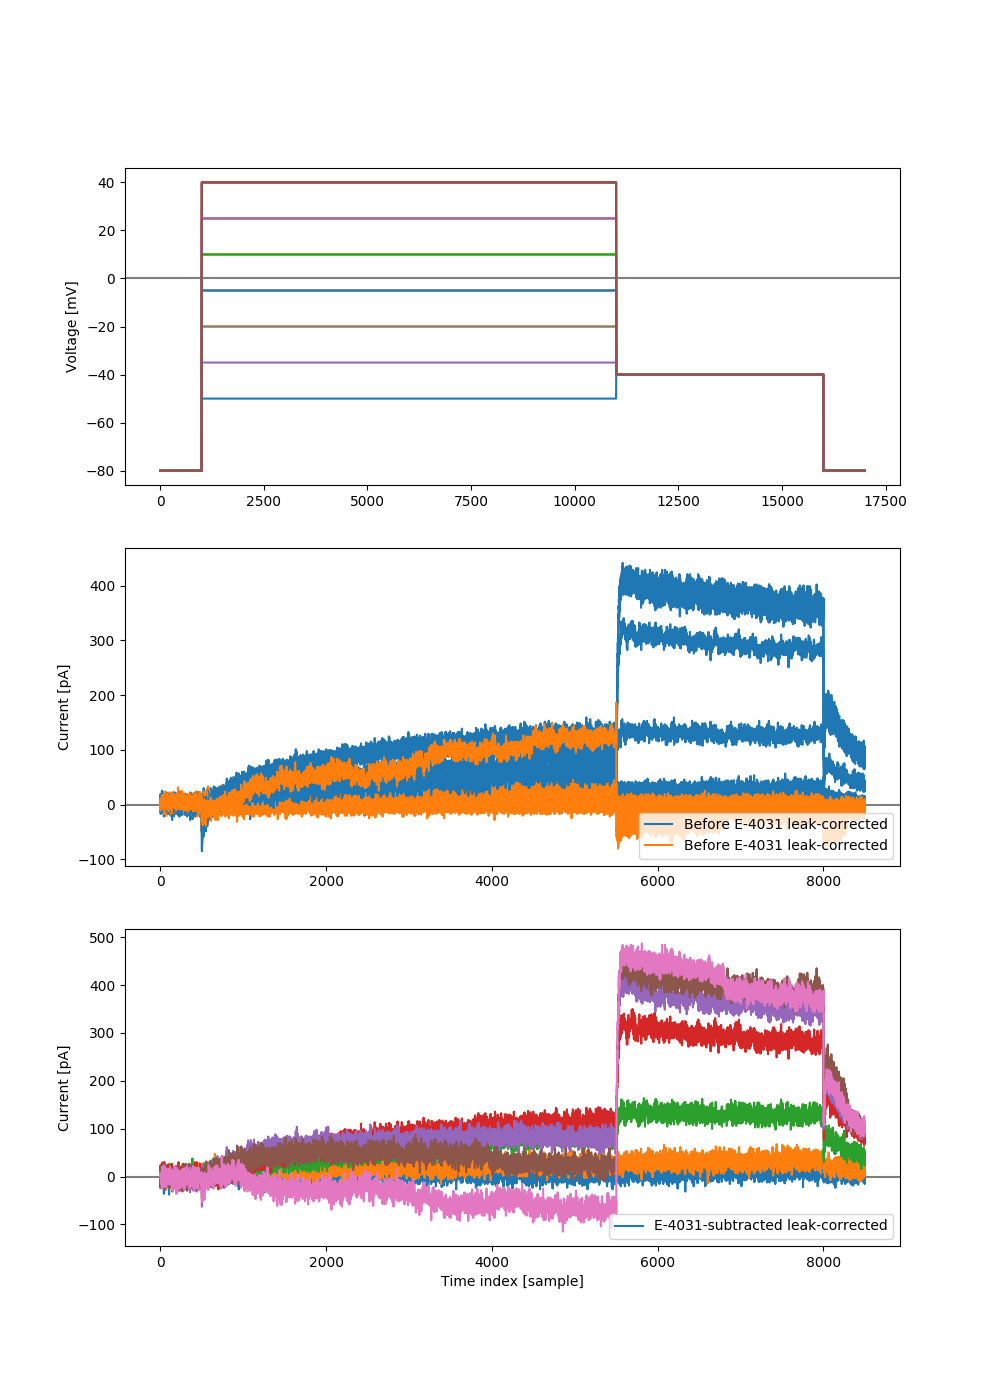 40
20
0
−20
−40
−60
−80
Voltage [mV]
0 2500 5000 7500 10000 12500 15000 17500
400
300
200
100
0
−100
Current [pA]
Before E-4031 leak-corrected
Before E-4031 leak-corrected
0 2000 4000 6000 8000
500
400
300
200
100
0
−100
Current [pA]
E-4031-subtracted leak-corrected
0 2000 4000 6000 8000
Time index [sample]